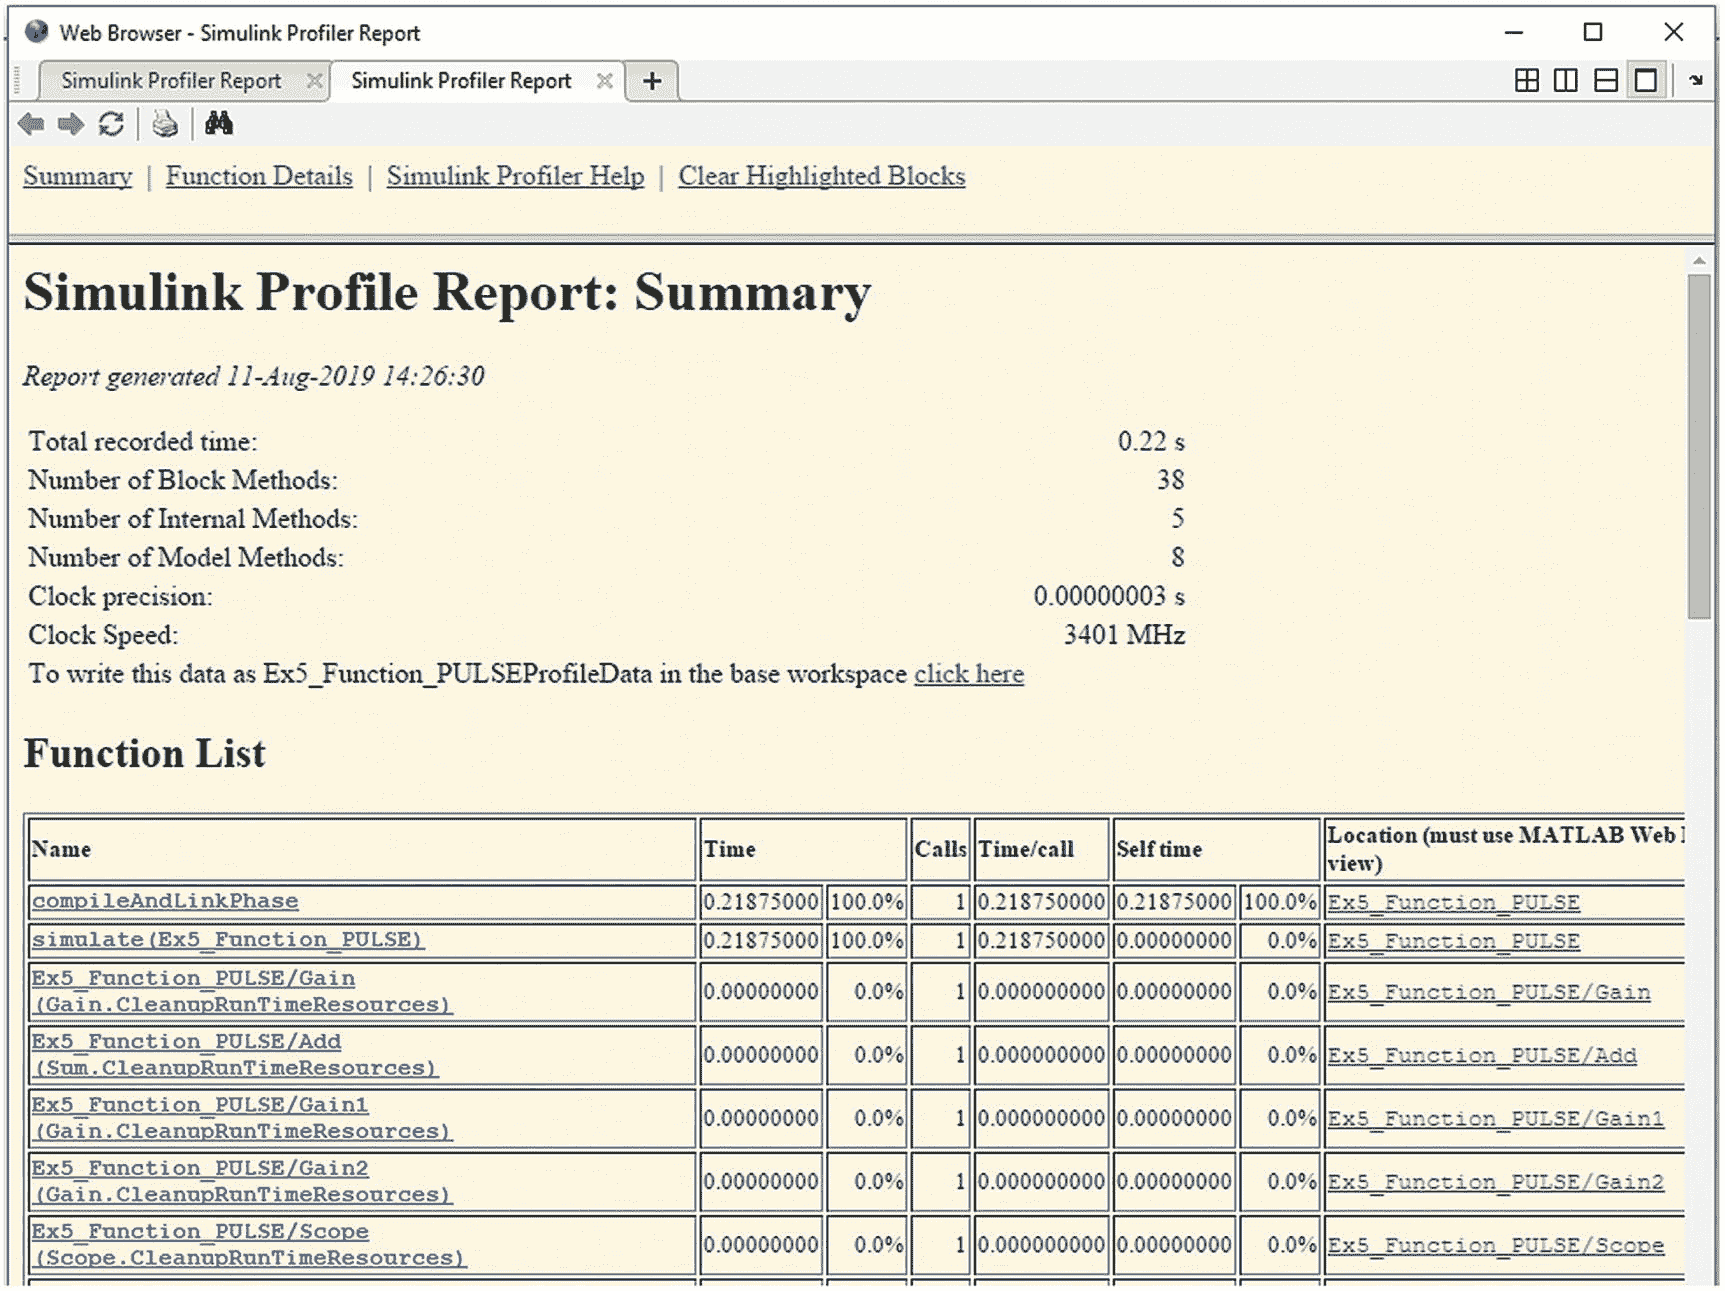 Web Browser - Simulink Profiler Report
Simulink Profiler Report
Simulink Profiler Report
Summary | Function Details | Simulink Profiler Help | Clear Highlighted Blocks
Simulink Profile Report: Summary
Report generated 11-Aug-2019 14:26:30
Total recorded time: 0.22 s
Number of Block Methods: 38
Number of Internal Methods: 5
Number of Model Methods: 8
Clock precision: 0.00000003 s
Clock Speed: 3401 MHz
To write this data as Ex5_Function_PULSEProfileData in the base workspace click here
Function List
Name Time Calls Time/call Self time Location (must use MATLAB Web
view)
compileAndLinkPhase 0.21875000 100.0% 1 0.218750000 0.21875000 100.0% Ex5_Function_PULSE
simulate(Ex5_Function_PULSE) 0.21875000 100.0% 1 0.218750000 0.00000000 0.0% Ex5_Function_PULSE
Ex5_Function_PULSE/Gain
(Gain.CleanupRunTimeResources) 0.00000000 0.0% 1 0.000000000 0.00000000 0.0% Ex5_Function_PULSE/Gain
Ex5_Function_PULSE/Add
(Sum.CleanupRunTimeResources) 0.00000000 0.0% 1 0.000000000 0.00000000 0.0% Ex5_Function_PULSE/Add
Ex5_Function_PULSE/Gain1
(Gain.CleanupRunTimeResources) 0.00000000 0.0% 1 0.000000000 0.00000000 0.0% Ex5_Function_PULSE/Gain1
Ex5_Function_PULSE/Gain2
(Gain.CleanupRunTimeResources) 0.00000000 0.0% 1 0.000000000 0.00000000 0.0% Ex5_Function_PULSE/Gain2
Ex5_Function_PULSE/Scope
(Scope.CleanupRunTimeResources) 0.00000000 0.0% 1 0.000000000 0.00000000 0.0% Ex5_Function_PULSE/Scope